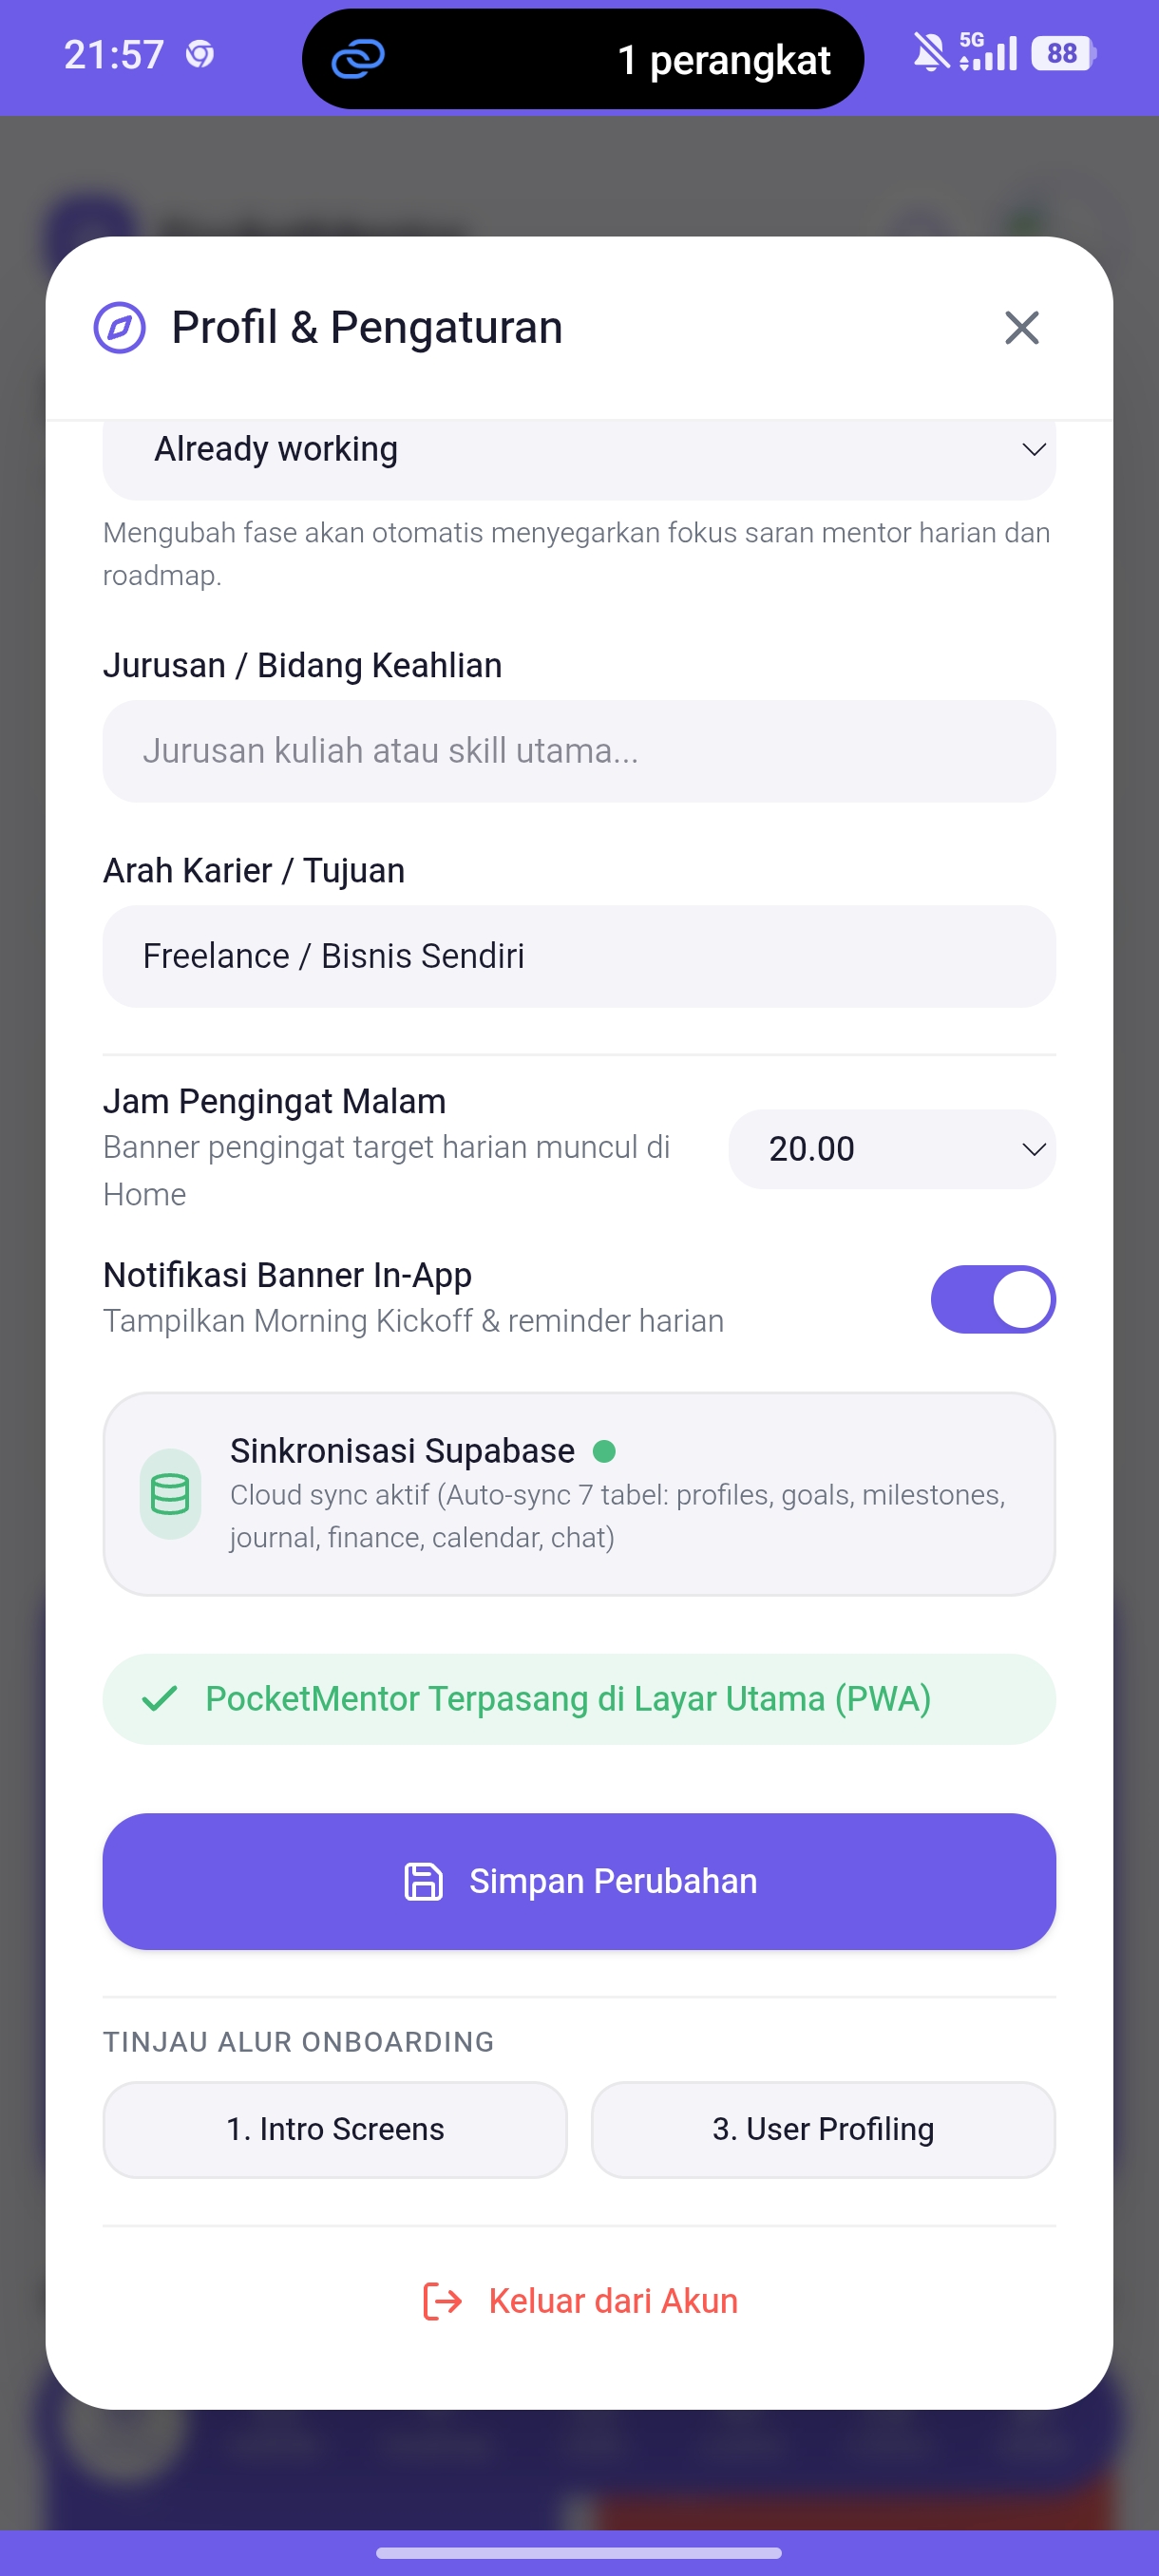 21:57
1 perangkat
5G
88
Profil & Pengaturan
Already working
Mengubah fase akan otomatis menyegarkan fokus saran mentor harian dan
roadmap.
Jurusan / Bidang Keahlian
Jurusan kuliah atau skill utama...
Arah Karier / Tujuan
Freelance / Bisnis Sendiri
Jam Pengingat Malam
Banner pengingat target harian muncul di
Home
20.00
Notifikasi Banner In-App
Tampilkan Morning Kickoff & reminder harian
Sinkronisasi Supabase
Cloud sync aktif (Auto-sync 7 tabel: profiles, goals, milestones,
journal, finance, calendar, chat)
PocketMentor Terpasang di Layar Utama (PWA)
Simpan Perubahan
TINJAU ALUR ONBOARDING
1. Intro Screens
3. User Profiling
Keluar dari Akun